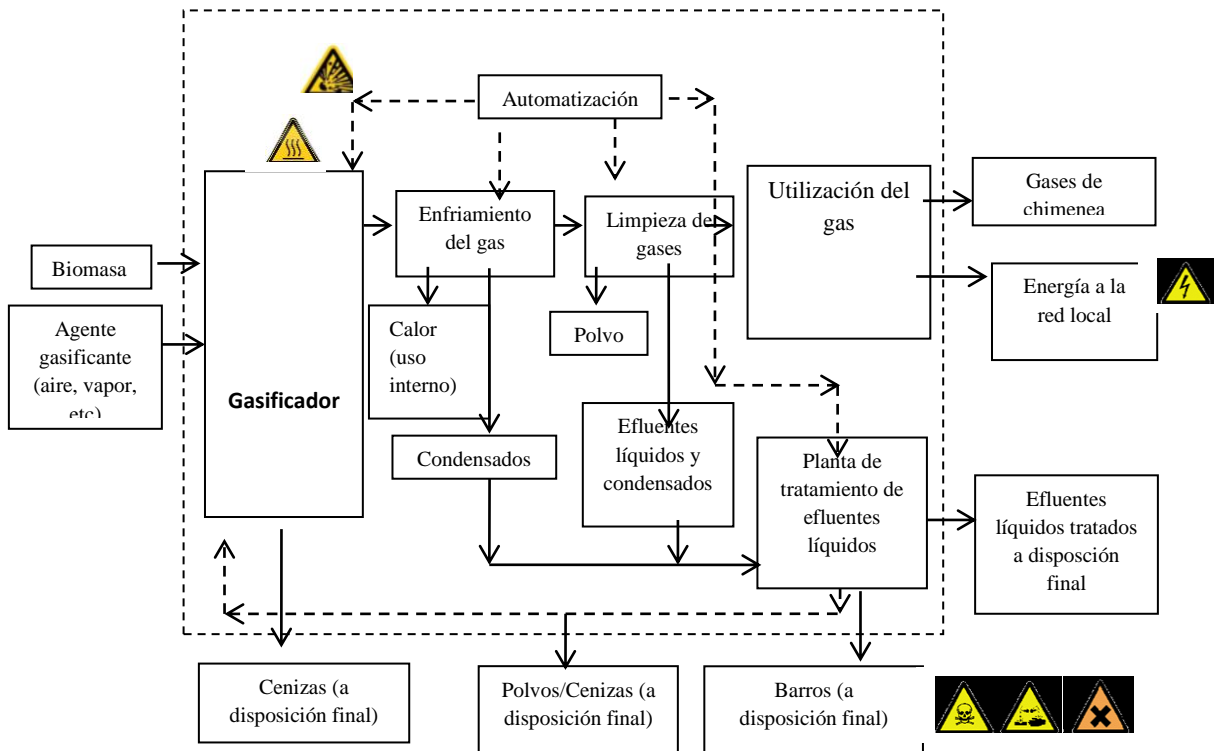 Automatización
Utilización del
gas
Gases de
chimenea
Enfriamiento
del gas
Limpieza de
gases
Biomasa
Energía a la
red local
Agente
gasificante
(aire, vapor,
etc)
Gasificador
Calor
(uso
interno)
Polvo
Condensados
Efluentes
líquidos y
condensados
Planta de
tratamiento de
efluentes
líquidos
Efluentes
líquidos tratados
a disposción
final
Cenizas (a
disposición final)
Polvos/Cenizas (a
disposición final)
Barros (a
disposición final)